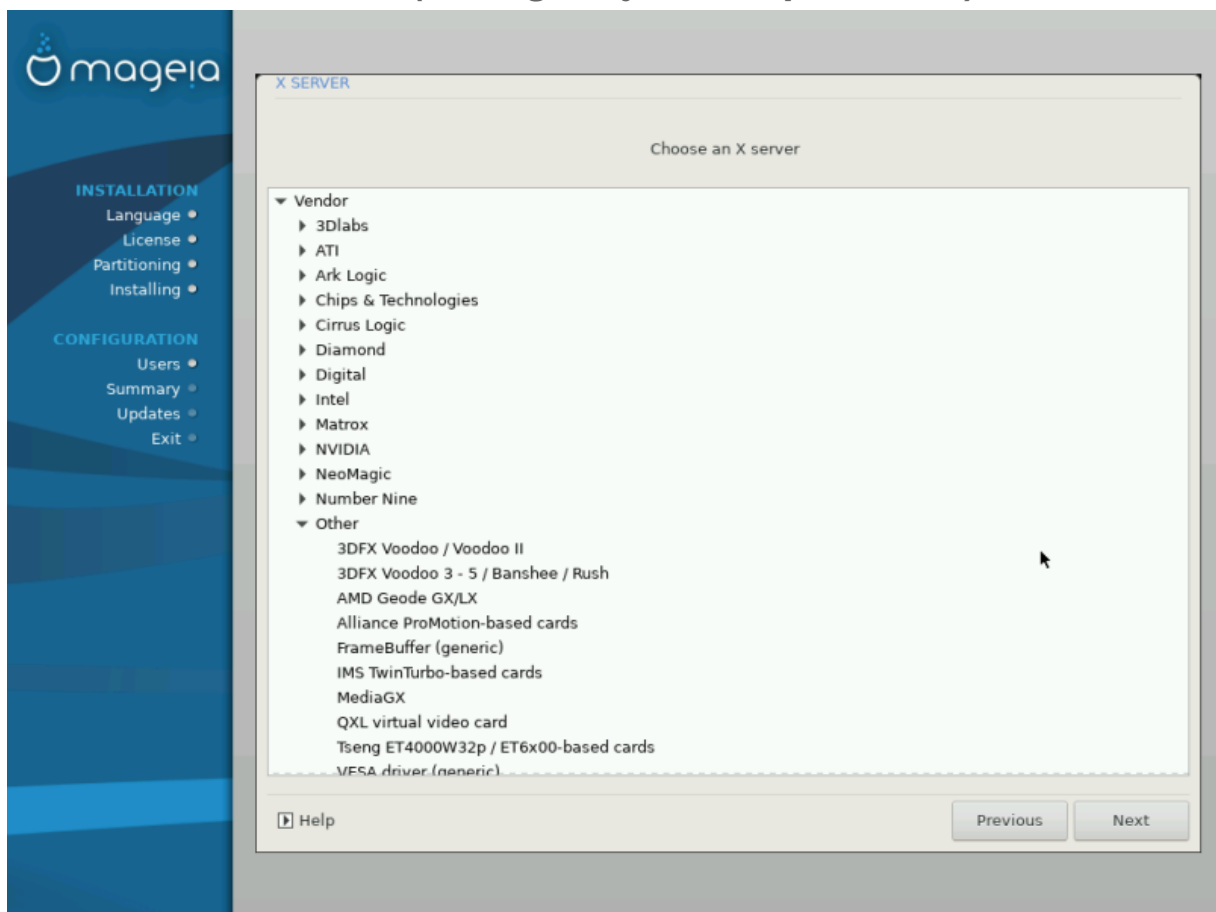 mageia
INSTALLATION
Language
License
Partitioning
Installing
CONFIGURATION
Users
Summary
Updates
Exit
X SERVER
Choose an X server
Vendor
3Dlabs
ATI
Ark Logic
Chips & Technologies
Cirrus Logic
Diamond
Digital
Intel
Matrox
NVIDIA
NeoMagic
Number Nine
Other
3DFX Voodoo / Voodoo II
3DFX Voodoo 3 - 5 / Banshee / Rush
AMD Geode GX/LX
Alliance ProMotion-based cards
FrameBuffer (generic)
IMS TwinTurbo-based cards
MediaGX
QXL virtual video card
Tseng ET4000W32p / ET6x00-based cards
VESA driver (generic)
Help
Previous
Next